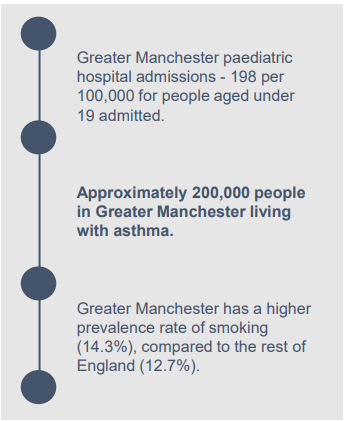 Greater Manchester paediatric
hospital admissions - 198 per
100,000 for people aged under
19 admitted.
Approximately 200,000 people
in Greater Manchester living
with asthma.
Greater Manchester has a higher
prevalence rate of smoking
(14.3%), compared to the rest of
England (12.7%).